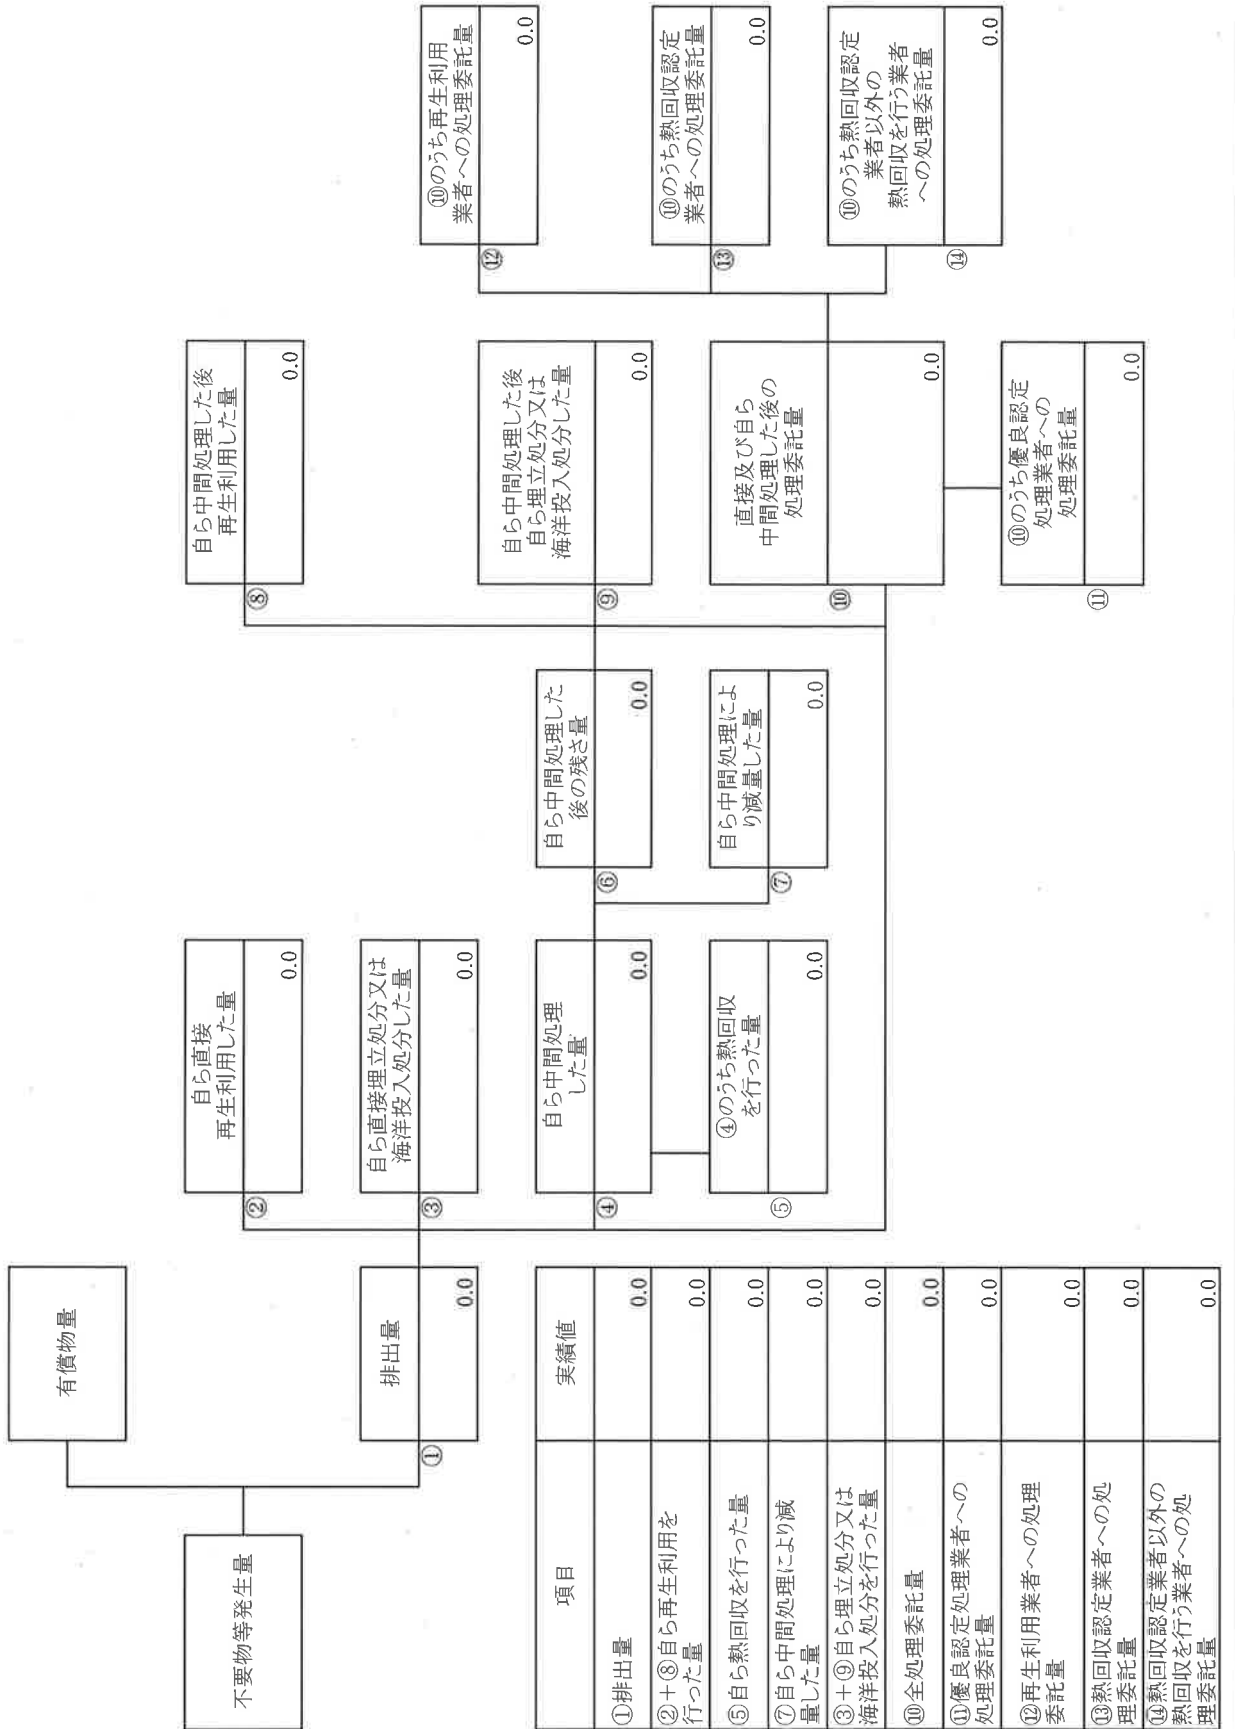 不要物等発生量
有償物量
排出量
①
0.0
自ら直接
再生利用した量
②
0.0
自ら直接埋立処分又は
海洋投入処分した量
③
0.0
自ら中間処理
した量
④
0.0
④のうち熱回収
を行った量
⑤
0.0
自ら中間処理した
後の残さ量
⑥
0.0
自ら中間処理によ
り減量した量
⑦
0.0
自ら中間処理した後
再生利用した量
⑧
0.0
自ら中間処理した後
自ら埋立処分又は
海洋投入処分した量
⑨
0.0
直接及び自ら
中間処理した後の
処理委託量
⑩
0.0
⑩のうち優良認定
処理業者への
処理委託量
⑪
0.0
⑩のうち再生利用
業者への処理委託量
⑫
0.0
⑩のうち熱回収認定
業者への処理委託量
⑬
0.0
⑩のうち熱回収認定
業者以外の
熱回収を行う業者
への処理委託量
⑭
0.0
項目
実績値
①排出量
0.0
②+⑧自ら再生利用を
行った量
0.0
⑤自ら熱回収を行った量
0.0
⑦自ら中間処理により減
量した量
0.0
③+⑨自ら埋立処分又は
海洋投入処分を行った量
0.0
⑩全処理委託量
0.0
⑪優良認定処理業者への
処理委託量
0.0
⑫再生利用業者への処理
委託量
0.0
⑬熱回収認定業者への処
理委託量
0.0
⑭熱回収認定業者以外の
熱回収を行う業者への処
理委託量
0.0